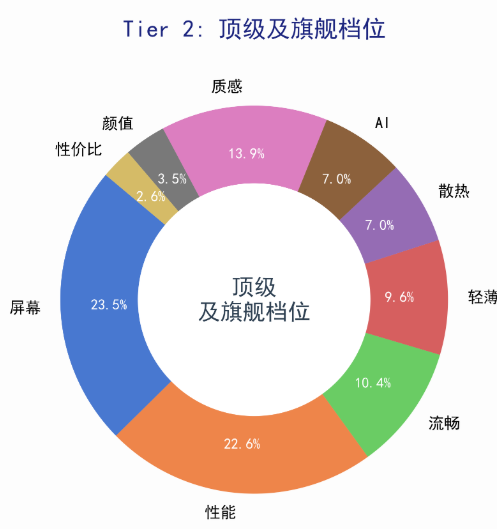 Tier 2: 顶级及旗舰档位
质感
颜值
AI
性价比
13.9%
3.5%
7.0%
2.6%
散热
7.0%
屏幕
23.5%
顶级
及旗舰档位
9.6%
轻薄
10.4%
流畅
22.6%
性能